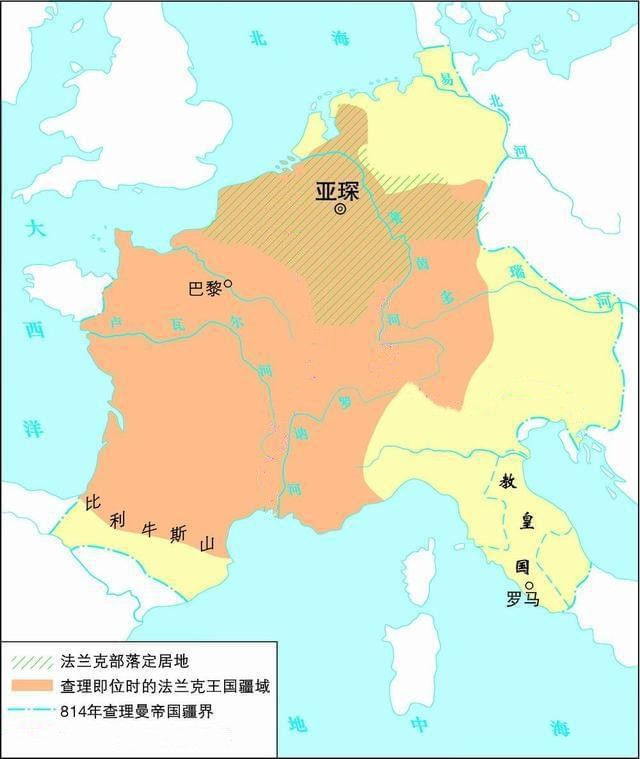 北海
易北河
大西洋
亚琛
莱茵河
多瑙河
巴黎
卢瓦尔河
罗讷河
比利牛斯山
教皇国
罗马
地中海
法兰克部落定居地
查理即位时的法兰克王国疆域
814年查理曼帝国疆界